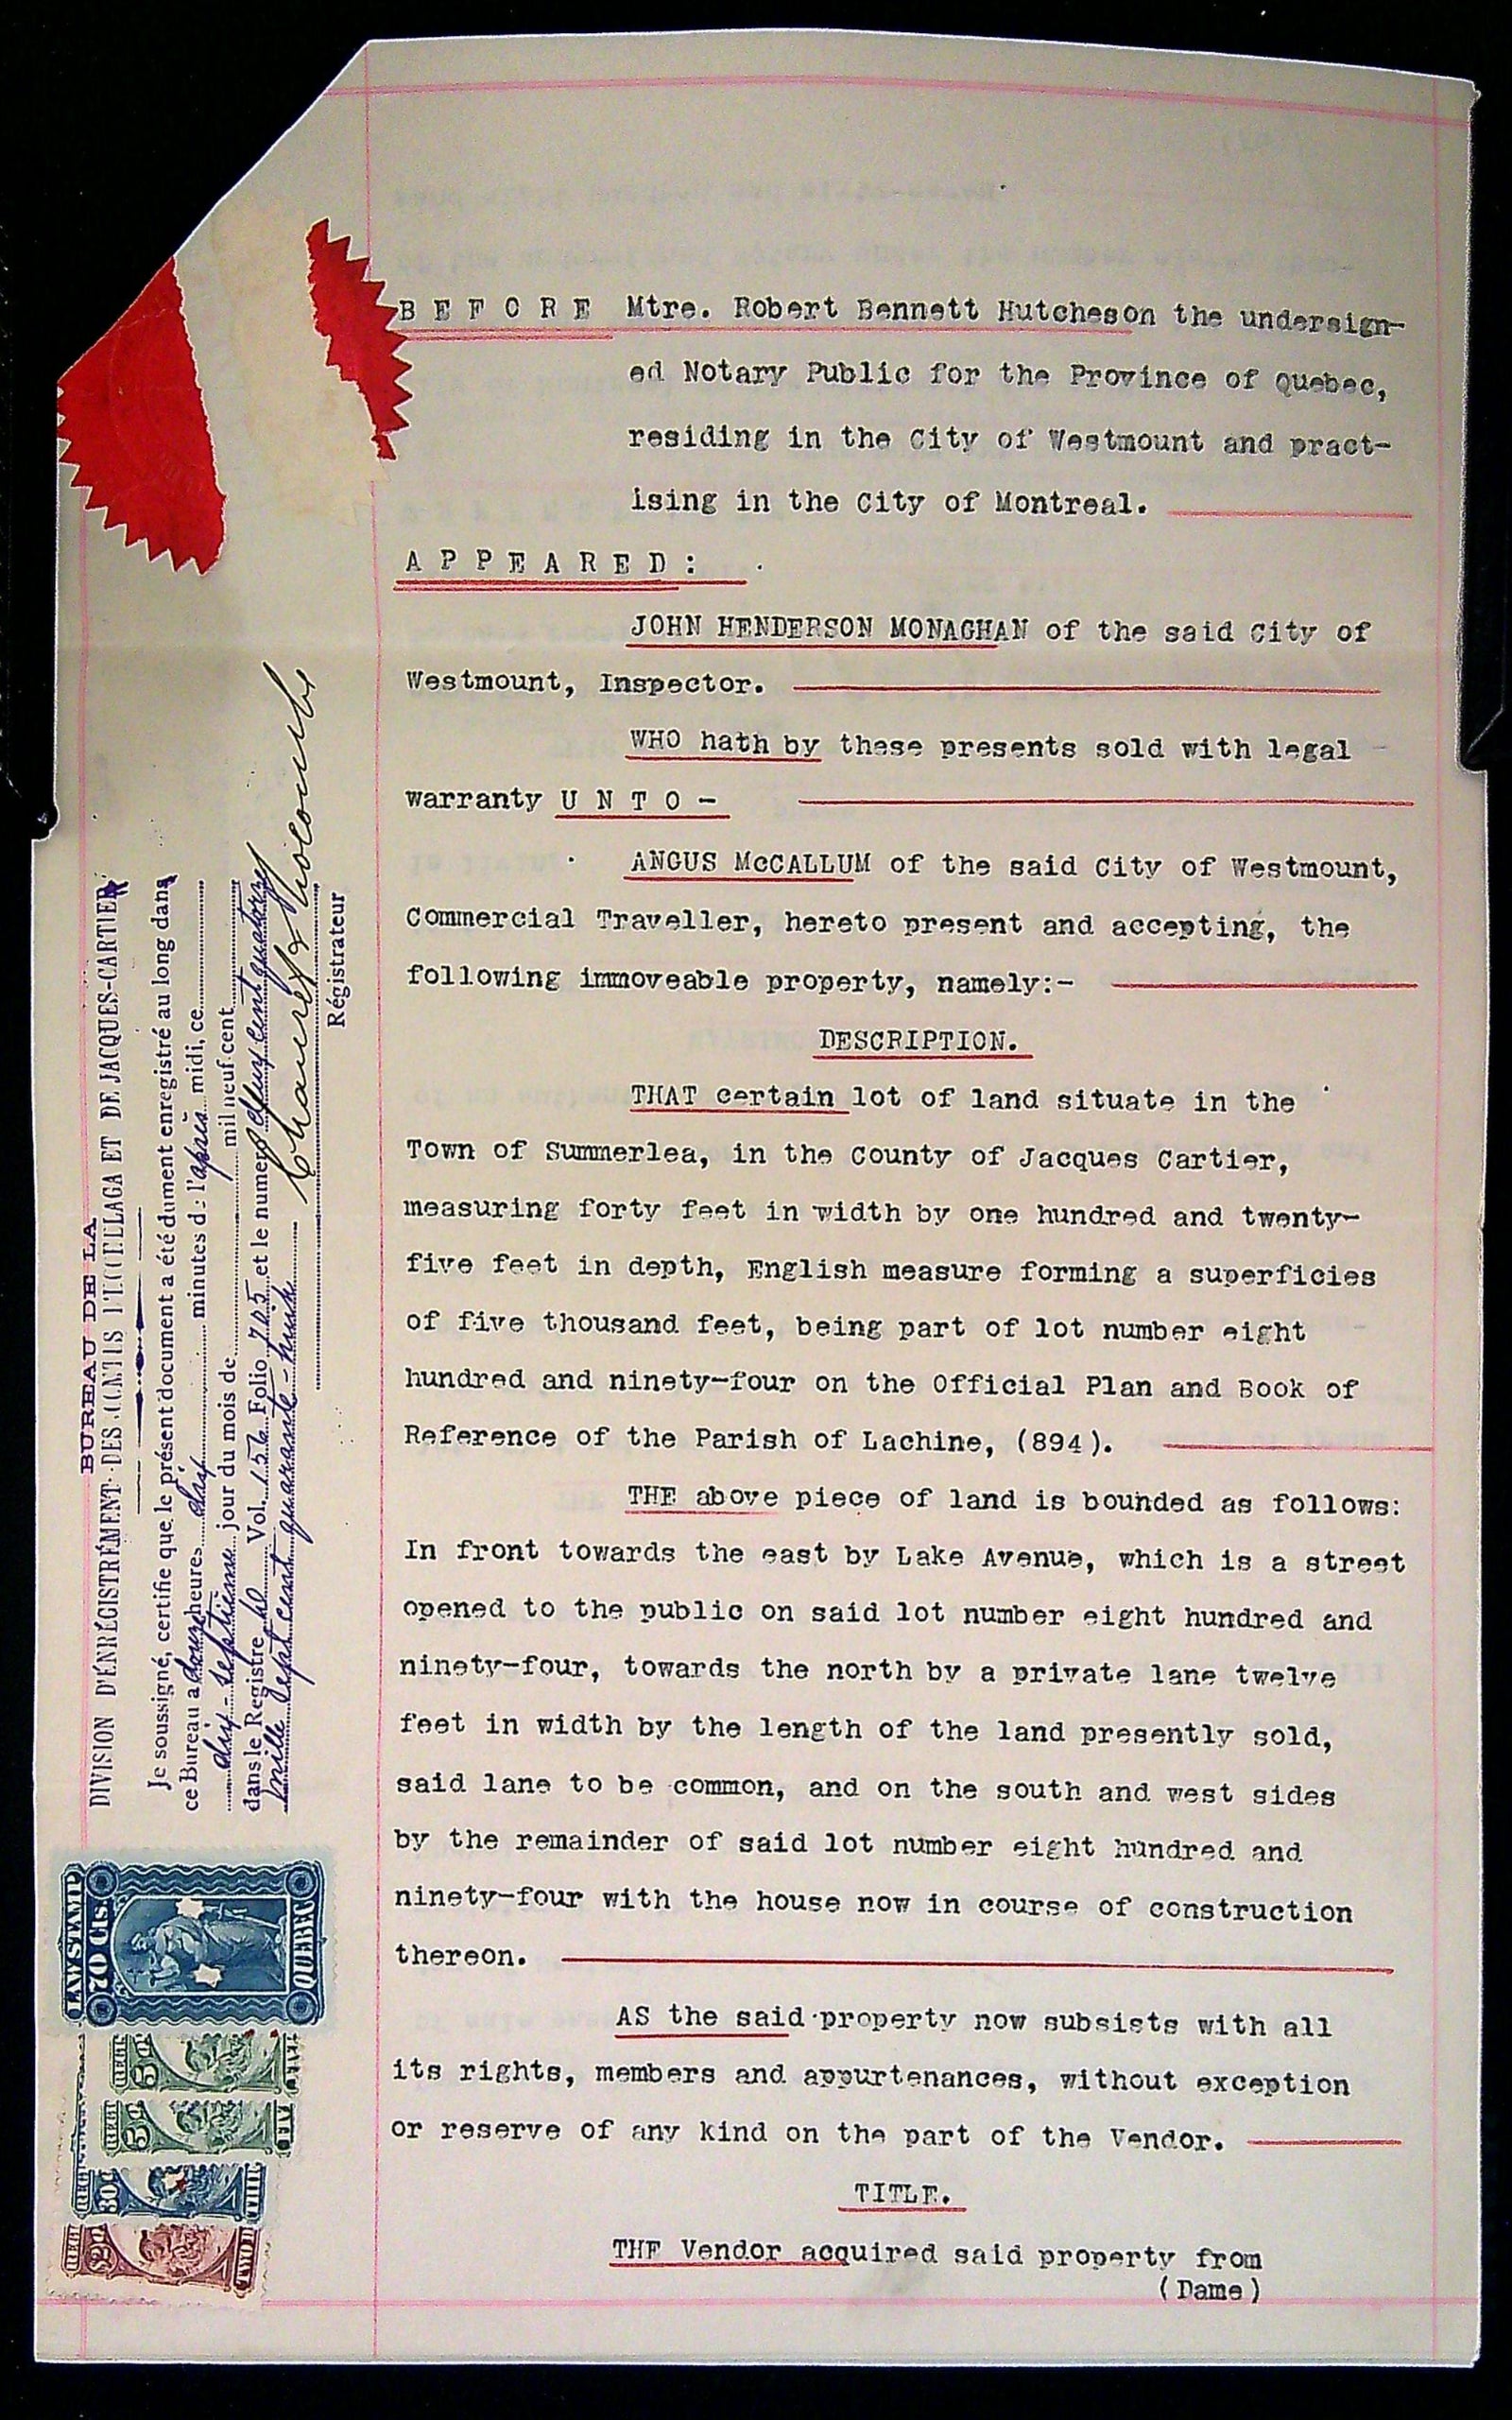 BEFORE Mtre. Robert Bennett Hutcheson the undersign-
ed Notary Public for the Province of Quebec,
residing in the City of Westmount and pract-
ising in the City of Montreal.
APPEARED:
JOHN HENDERSON MONAGHAN of the said City of
Westmount, Inspector.
WHO hath by these presents sold with legal
warranty UNTO-
ANGUS McCALLUM of the said City of Westmount,
Commercial Traveller, hereto present and accepting, the
following immoveable property, namely:-
DESCRIPTION.
THAT certain lot of land situate in the
Town of Summerlea, in the County of Jacques Cartier,
measuring forty feet in width by one hundred and twenty-
five feet in depth, English measure forming a superficies
of five thousand feet, being part of lot number eight
hundred and ninety-four on the Official Plan and Book of
Reference of the Parish of Lachine, (894).
THE above piece of land is bounded as follows:
In front towards the east by Lake Avenue, which is a street
opened to the public on said lot number eight hundred and
ninety-four, towards the north by a private lane twelve
feet in width by the length of the land presently sold,
said lane to be common, and on the south and west sides
by the remainder of said lot number eight hundred and
ninety-four with the house now in course of construction
thereon.
AS the said property now subsists with all
its rights, members and appurtenances, without exception
or reserve of any kind on the part of the Vendor.
TITLE.
THE Vendor acquired said property from
(Dame)
BUREAU DE LA
DIVISION D'ENRÉGISTRÉMENT DES COMTÉS D'HOCHELAGA ET DE JACQUES-CARTIER
Je soussigné, certifie que le présent document a été dument enregistré au long dans
ce Bureau a douze heures dix minutes d: l'après midi, ce
dix-septième jour du mois de mil neuf cent
dans le Registre Vol. 156 Folio 705 et le numero deux cent quatorze
mille sept cent quarante-huit
Régistrateur
LAW STAMP
70 Cts.
QUEBEC
5c
5c
30c
$2